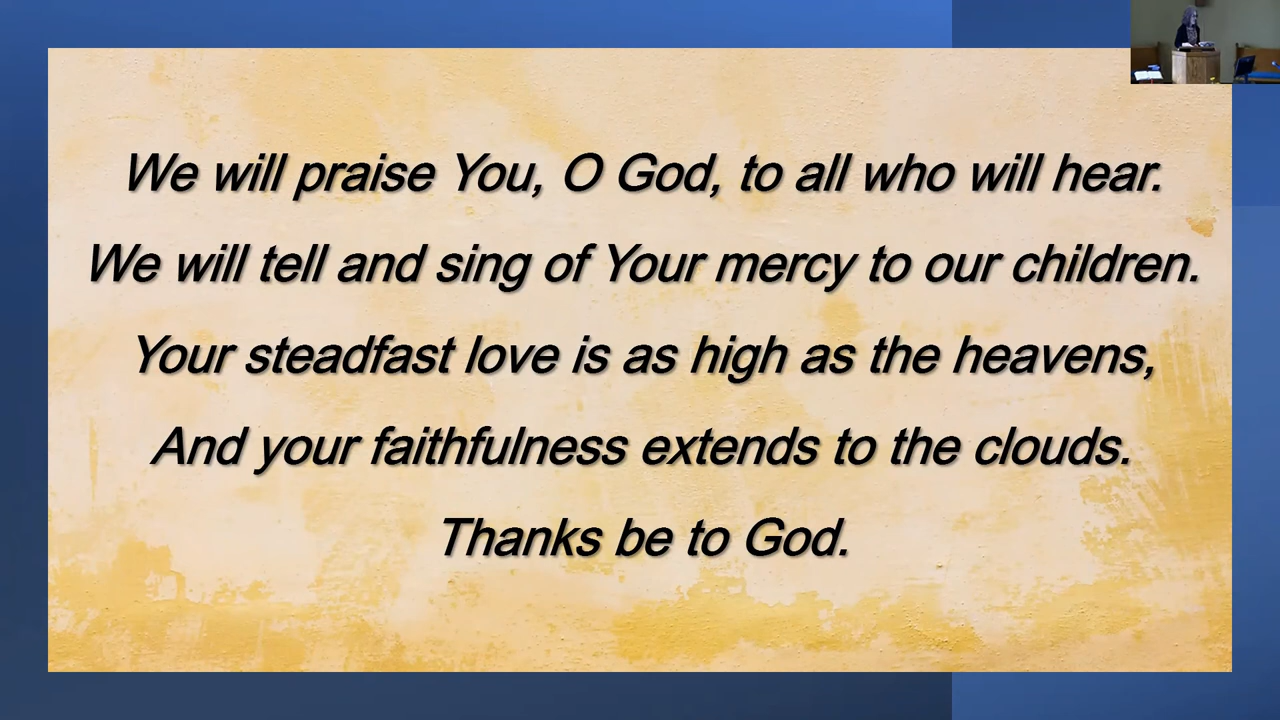 We will praise You, O God, to all who will hear.
We will tell and sing of Your mercy to our children.
Your steadfast love is as high as the heavens,
And your faithfulness extends to the clouds.
Thanks be to God.